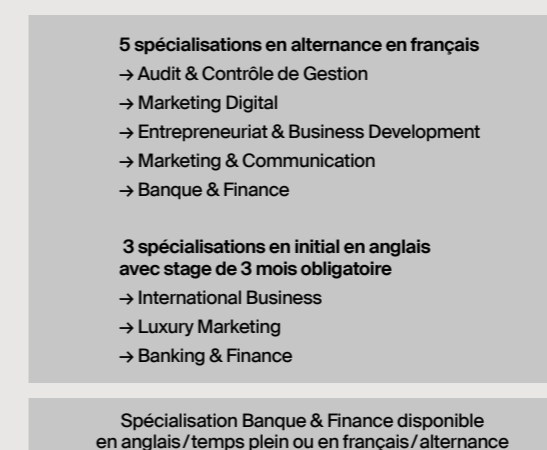 5 spécialisations en alternance en français
→ Audit & Contrôle de Gestion
→ Marketing Digital
→ Entrepreneuriat & Business Development
→ Marketing & Communication
→ Banque & Finance
3 spécialisations en initial en anglais
avec stage de 3 mois obligatoire
→ International Business
→ Luxury Marketing
→ Banking & Finance
Spécialisation Banque & Finance disponible
en anglais/temps plein ou en français/alternance